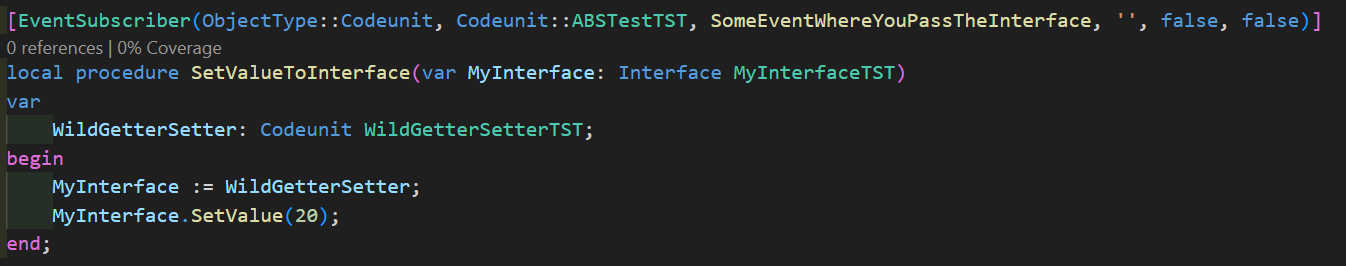 [EventSubscriber(ObjectType::Codeunit, Codeunit::ABSTestTST, SomeEventWhereYouPassTheInterface, '', false, false)]
0 references | 0% Coverage
local procedure SetValueToInterface(var MyInterface: Interface MyInterfaceTST)
var
    WildGetterSetter: Codeunit WildGetterSetterTST;
begin
    MyInterface := WildGetterSetter;
    MyInterface.SetValue(20);
end;